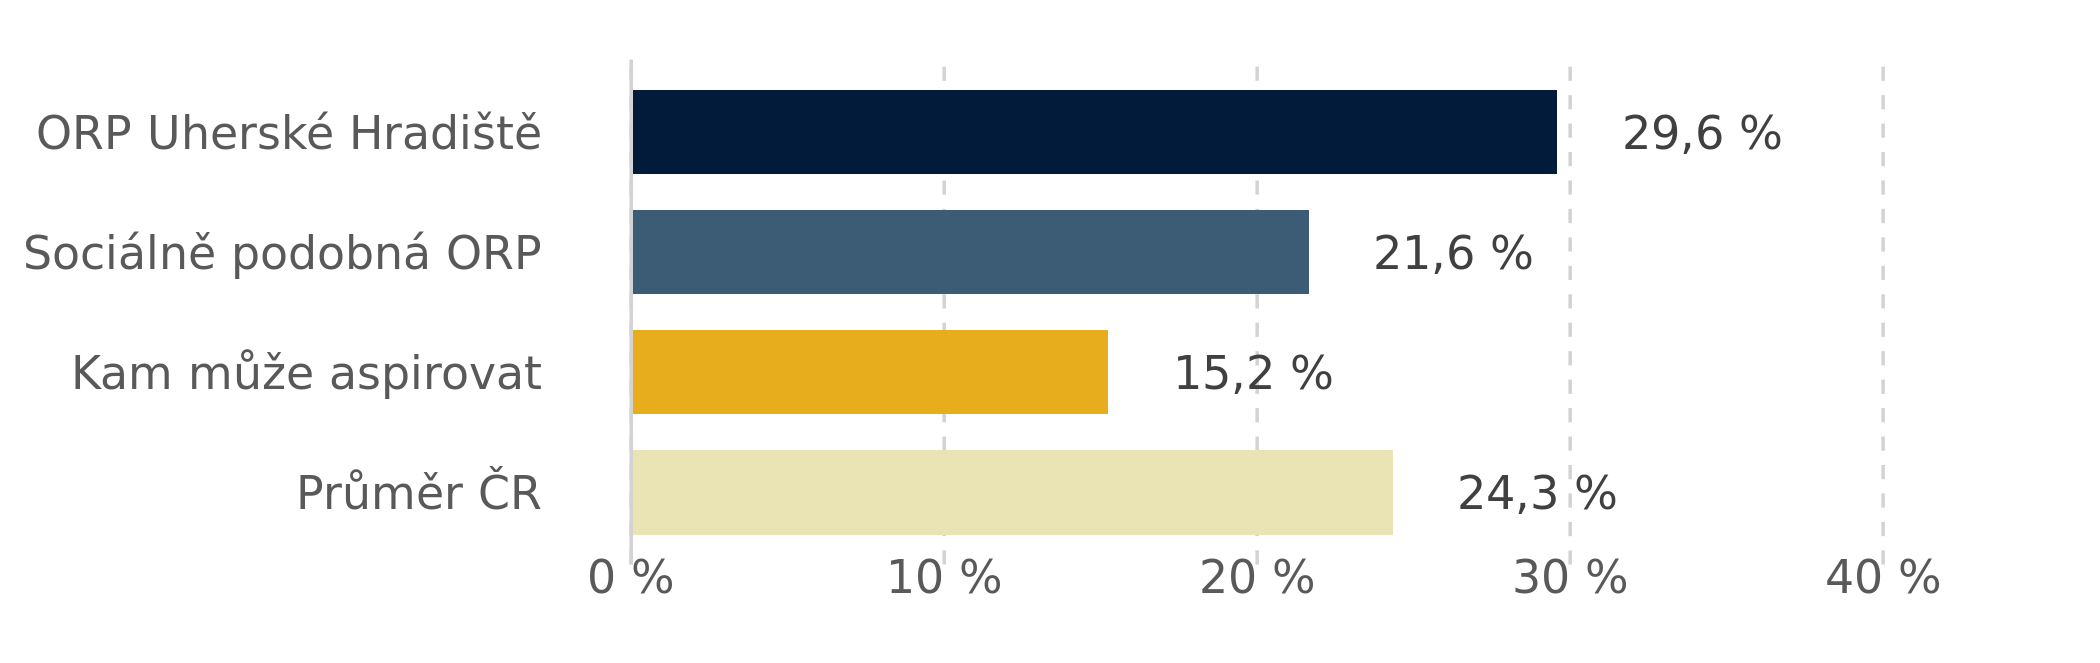 ORP Uherské Hradiště 29,6 %
Sociálně podobná ORP 21,6 %
Kam může aspirovat 15,2 %
Průměr ČR 24,3 %
0 % 10 % 20 % 30 % 40 %